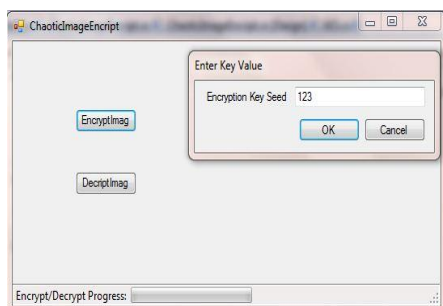 ChaoticImageEncript
Enter Key Value
Encryption Key Seed 123
EncryptImag
OK Cancel
DecriptImag
Encrypt/Decrypt Progress: